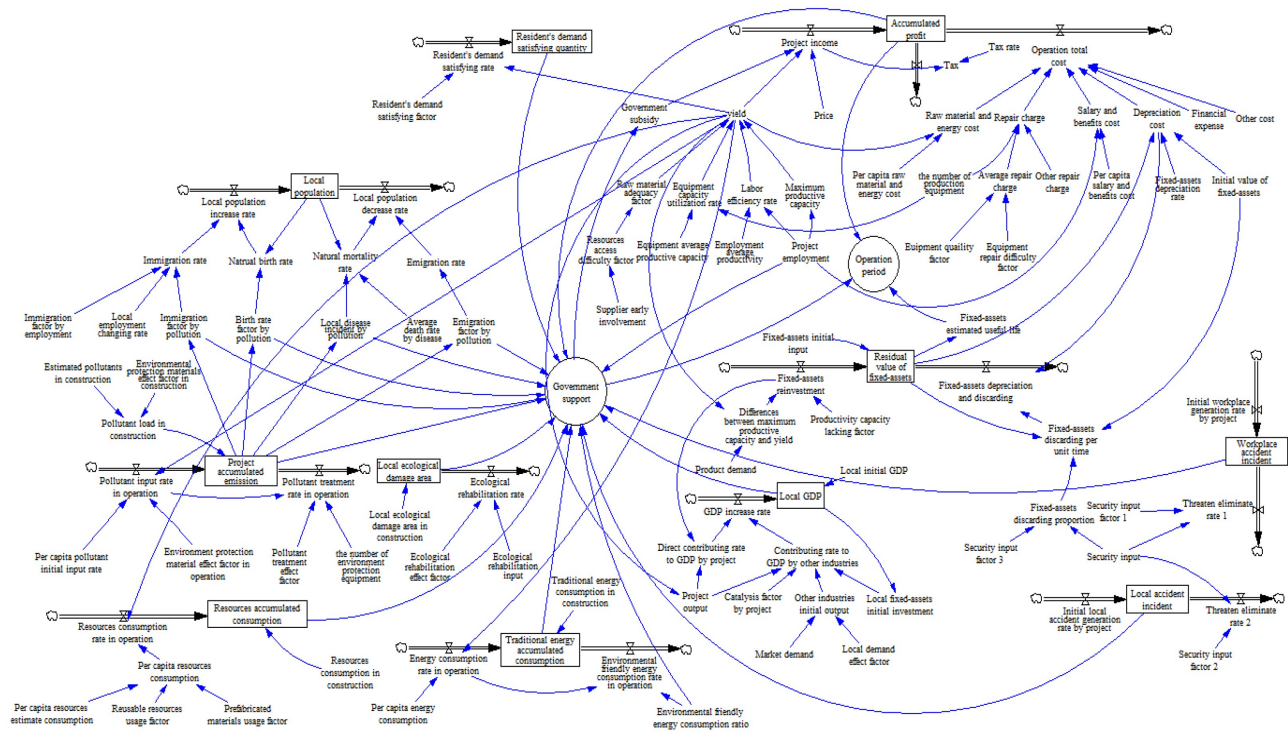 Resident's demand
satisfying quantity
Accumulated
profit
Project income
Tax rate
Tax
Operation total
cost
Resident's demand
satisfying rate
Resident's demand
satisfying factor
Government
subsidy
yield
Price
Raw material and
energy cost
Repair charge
Salary and
benefits cost
Depreciation
cost
Financial
expense
Other cost
Local
population
Local population
increase rate
Local population
decrease rate
Raw material
adequacy
factor
Equipment
capacity
utilization rate
Labor
efficiency rate
Maximum
productive
capacity
Per capita raw
material and
energy cost
the number of
production
equipment
Average repair
charge
Other repair
charge
Per capita
salary and
benefits cost
Fixed-assets
depreciation
rate
Initial value of
fixed-assets
Immigration rate
Natrual birth rate
Natural mortality
rate
Emigration rate
Resources
access
difficulty factor
Equipment average
productive capacity
Employment
average
productivity
Project
employment
Operation
period
Euipment quaility
factor
Equipment
repair difficulty
factor
Supplier early
involvement
Immigration
factor by
employment
Local
employment
changing rate
Immigration
factor by
pollution
Birth rate
factor by
pollution
Local disease
incident by
pollution
Average
death rate
by disease
Emigration
factor by
pollution
Fixed-assets
estimated useful life
Fixed-assets initial
input
Residual
value of
fixed-assets
Estimated pollutants
in construction
Environmental
protection materials
effect factor in
construction
Government
support
Fixed-assets
reinvestment
Fixed-assets depreciation
and discarding
Initial workplace
generation rate by
project
Pollutant load in
construction
Differences
between maximum
productive
capacity and yield
Productivity capacity
lacking factor
Fixed-assets
discarding per
unit time
Workplace
accident
incident
Project
accumulated
emission
Local ecological
damage area
Product demand
Local initial GDP
Pollutant input rate
in operation
Pollutant treatment
rate in operation
Ecological
rehabilitation rate
Local GDP
GDP increase rate
Local ecological
damage area in
construction
Fixed-assets
discarding proportion
Security input
factor 1
Threaten eliminate
rate 1
Per capita pollutant
initial input rate
Environment protection
material effect factor in
operation
Pollutant
treatment
effect factor
the number of
environment
protection
equipment
Ecological
rehabilitation
effect factor
Ecological
rehabilitation
input
Direct contributing rate
to GDP by project
Contributing rate
to GDP by other
industries
Security input
factor 3
Security input
Traditional energy
consumption in
construction
Project
output
Catalysis factor
by project
Other
industries
initial output
Local fixed-assets
initial investment
Resources accumulated
consumption
Resources consumption
rate in operation
Local accident
incident
Initial local
accident generation
rate by project
Threaten eliminate
rate 2
Traditional energy
accumulated
consumption
Energy consumption
rate in operation
Environmental
friendly energy
consumption rate
in operation
Market demand
Local demand
effect factor
Security input
factor 2
Per capita resources
consumption
Resources
consumption in
construction
Per capita resources
estimate consumption
Reusable resources
usage factor
Prefabricated
materials usage factor
Per capita energy
consumption
Environmental friendly
energy consumption ratio